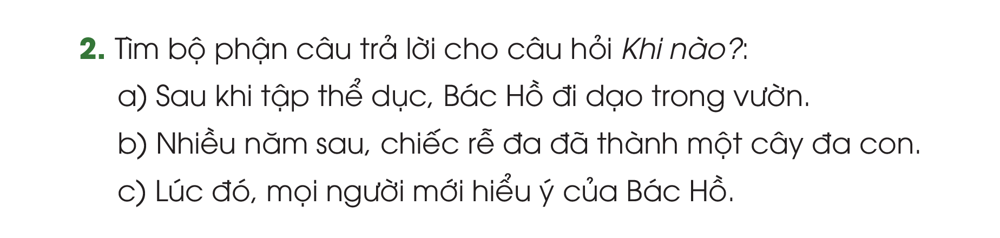 2. Tìm bộ phận câu trả lời cho câu hỏi Khi nào?:
a) Sau khi tập thể dục, Bác Hồ đi dạo trong vườn.
b) Nhiều năm sau, chiếc rễ đa đã thành một cây đa con.
c) Lúc đó, mọi người mới hiểu ý của Bác Hồ.